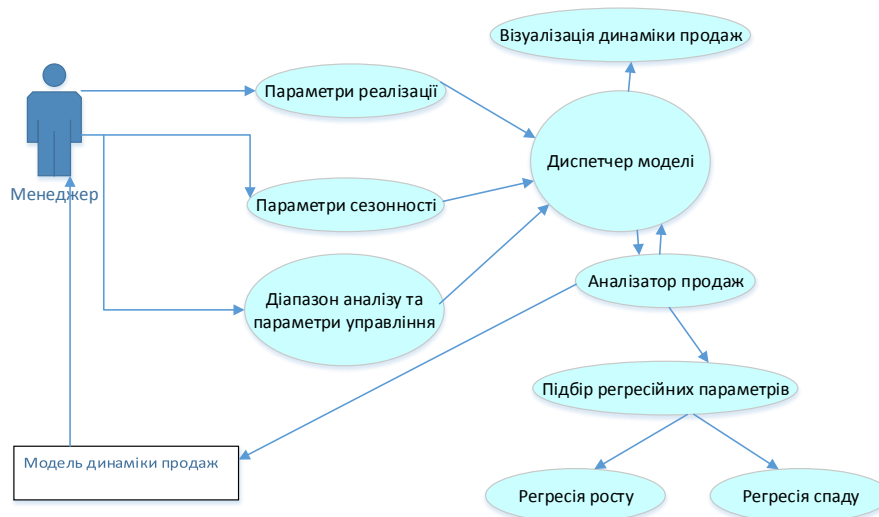 Візуалізація динаміки продаж
Параметри реалізації
Диспетчер моделі
Менеджер
Параметри сезонності
Аналізатор продаж
Діапазон аналізу та
параметри управління
Підбір регресійних параметрів
Модель динаміки продаж
Регресія росту
Регресія спаду